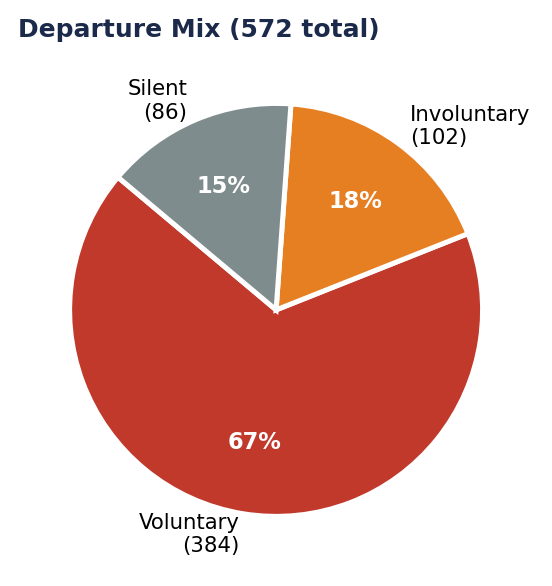 Departure Mix (572 total)
Silent
(86)
Involuntary
(102)
15%
18%
67%
Voluntary
(384)